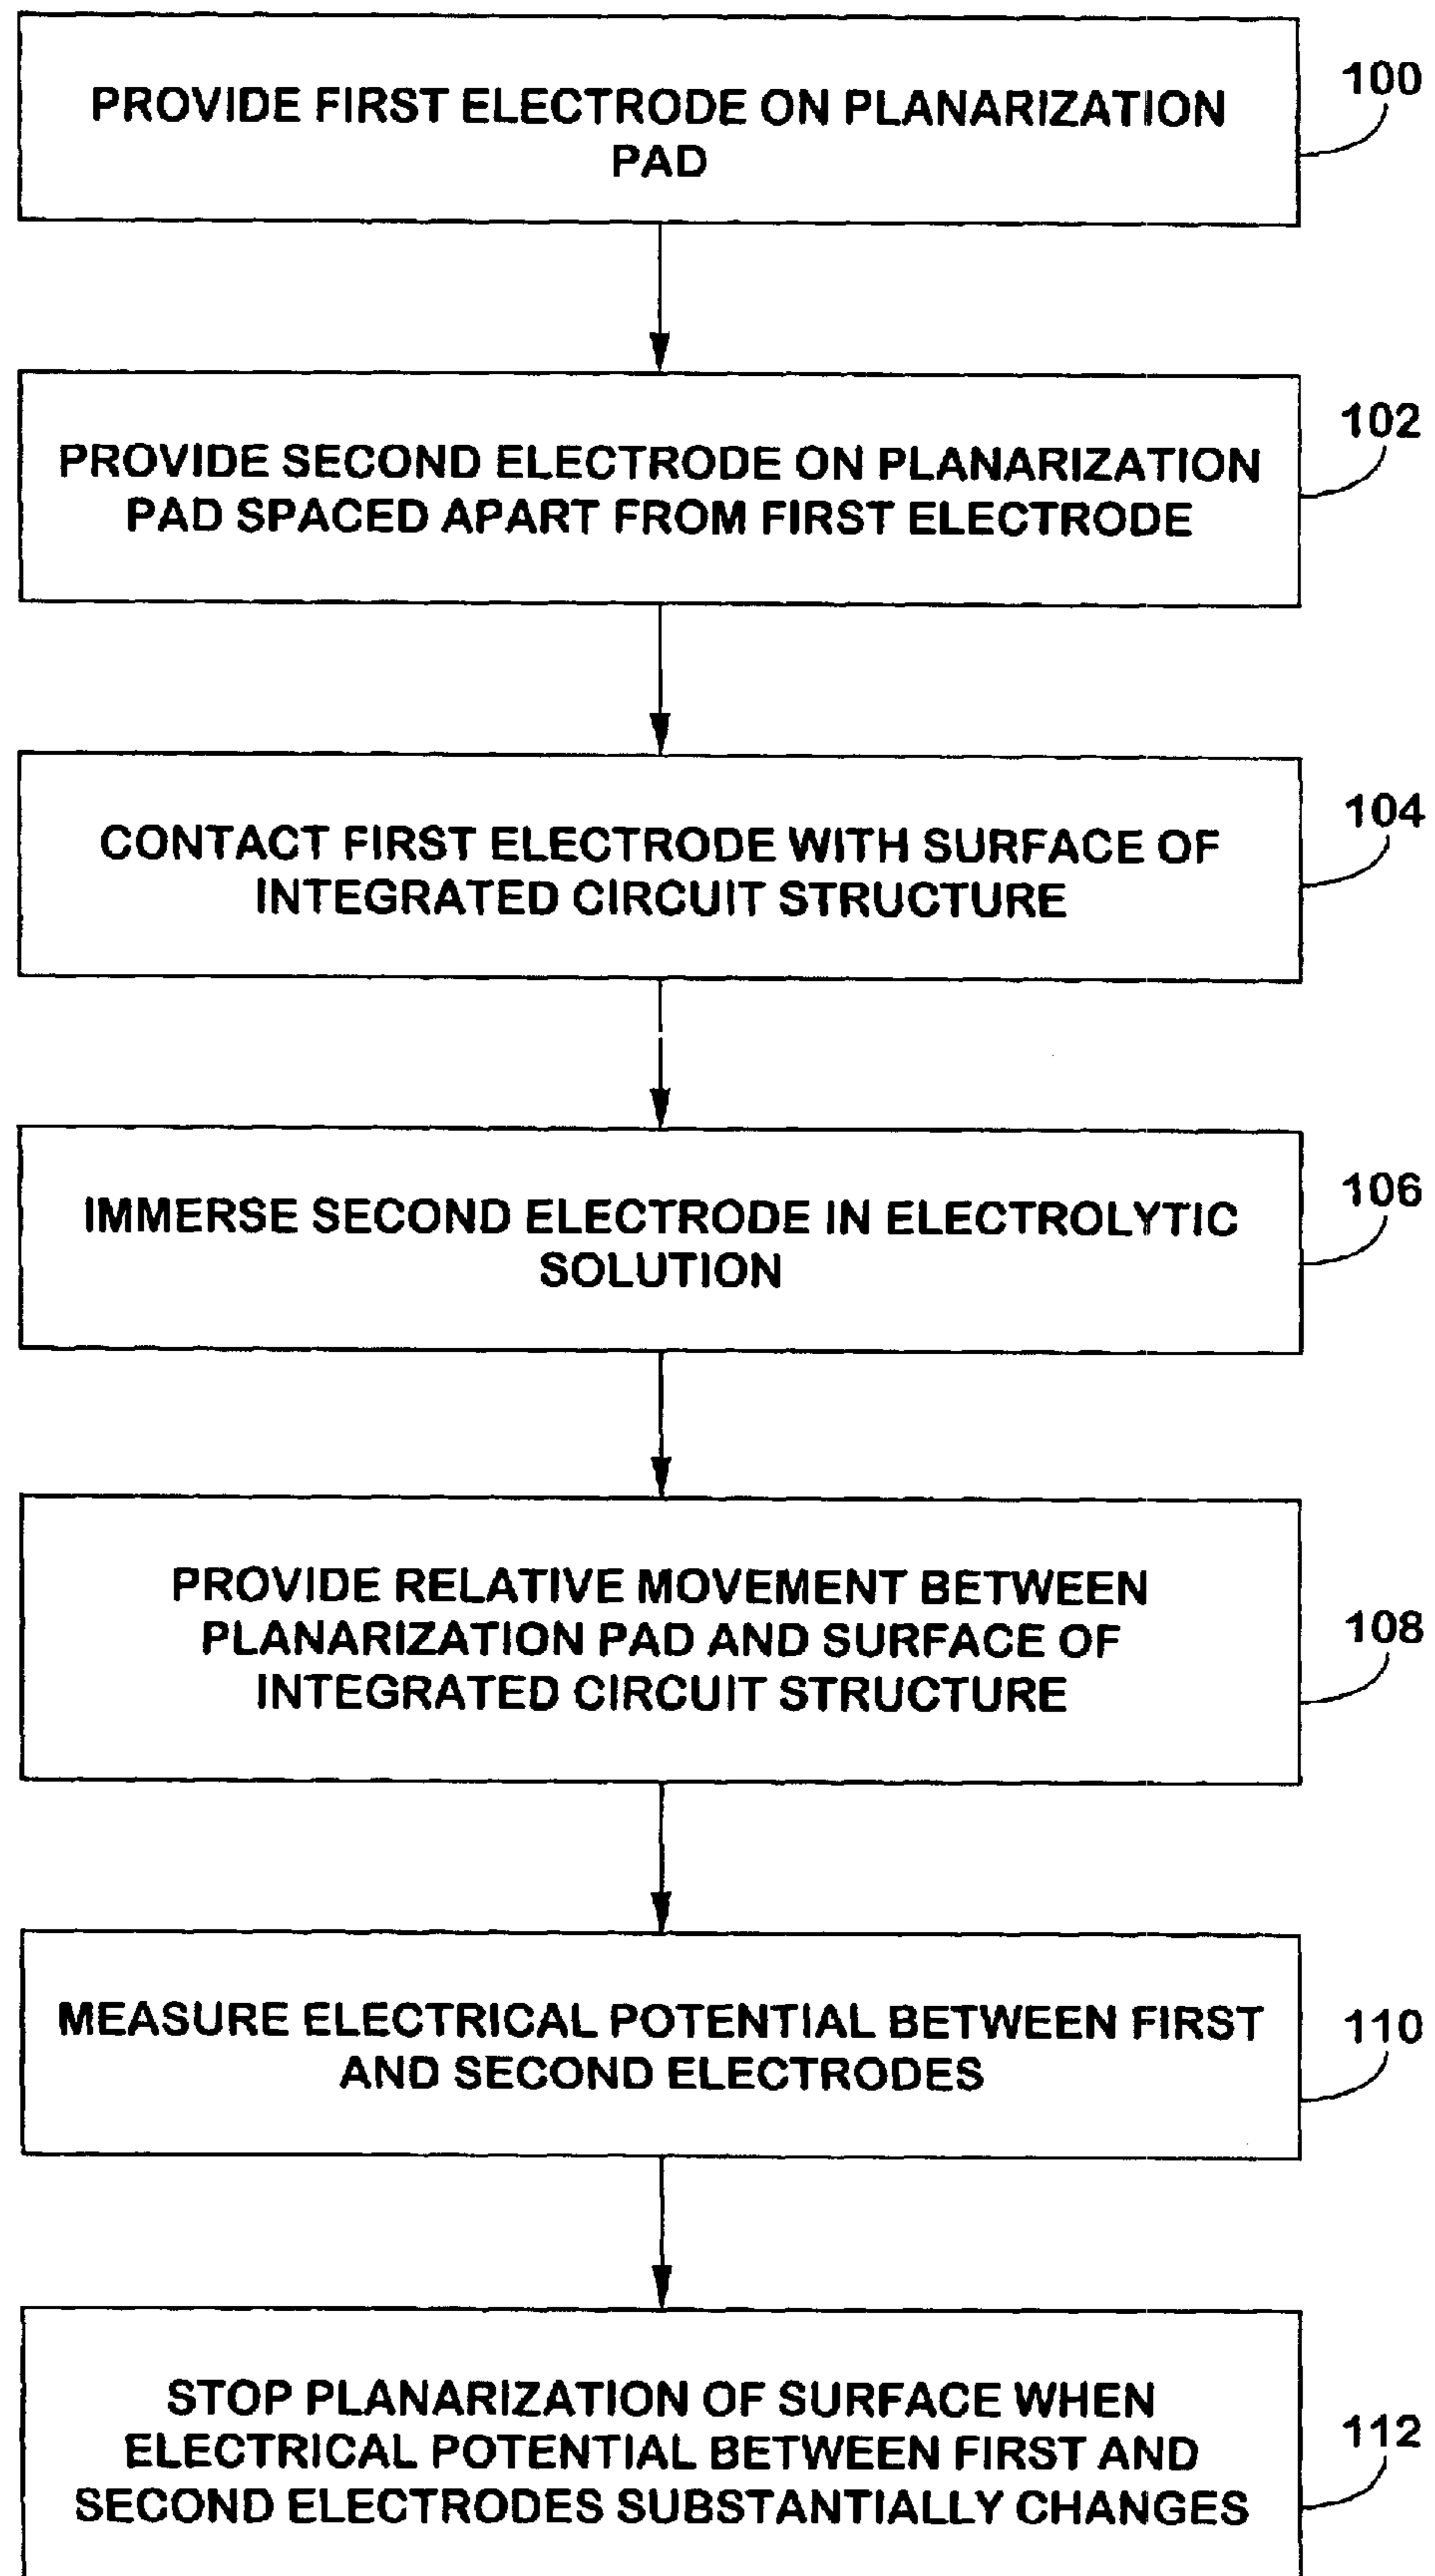 PROVIDE FIRST ELECTRODE ON PLANARIZATION
PAD
100
PROVIDE SECOND ELECTRODE ON PLANARIZATION
PAD SPACED APART FROM FIRST ELECTRODE
102
CONTACT FIRST ELECTRODE WITH SURFACE OF
INTEGRATED CIRCUIT STRUCTURE
104
IMMERSE SECOND ELECTRODE IN ELECTROLYTIC
SOLUTION
106
PROVIDE RELATIVE MOVEMENT BETWEEN
PLANARIZATION PAD AND SURFACE OF
INTEGRATED CIRCUIT STRUCTURE
108
MEASURE ELECTRICAL POTENTIAL BETWEEN FIRST
AND SECOND ELECTRODES
110
STOP PLANARIZATION OF SURFACE WHEN
ELECTRICAL POTENTIAL BETWEEN FIRST AND
SECOND ELECTRODES SUBSTANTIALLY CHANGES
112